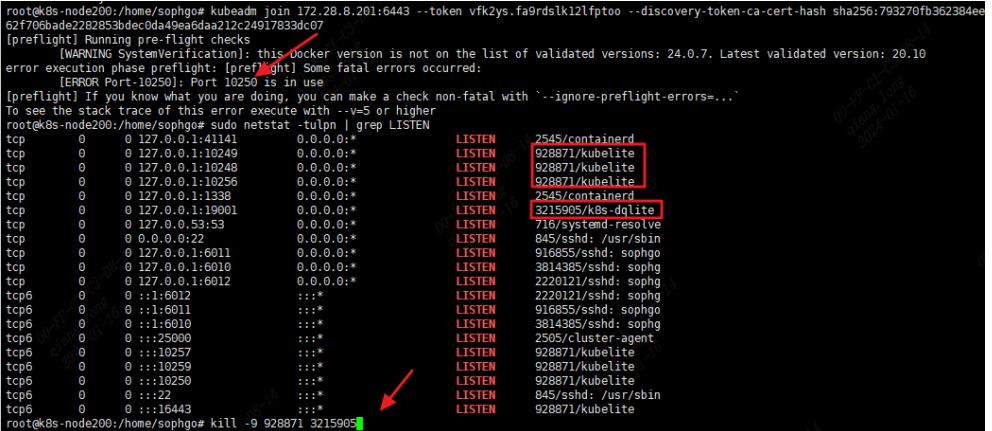 root@k8s-node200:/home/sophgo# kubeadm join 172.28.8.201:6443 --token vfk2ys.fa9rdslk12lfptoo --discovery-token-ca-cert-hash sha256:793270fb362384ee
62f706bade2282853bdec0da49ea6daa212c24917833dc07
[preflight] Running pre-flight checks
        [WARNING SystemVerification]: this Docker version is not on the list of validated versions: 24.0.7. Latest validated version: 20.10
error execution phase preflight: [preflight] Some fatal errors occurred:
        [ERROR Port-10250]: Port 10250 is in use
[preflight] If you know what you are doing, you can make a check non-fatal with `--ignore-preflight-errors=...`
To see the stack trace of this error execute with --v=5 or higher
root@k8s-node200:/home/sophgo# sudo netstat -tulpn | grep LISTEN
tcp        0      0 127.0.0.1:41141         0.0.0.0:*               LISTEN      2545/containerd
tcp        0      0 127.0.0.1:10249         0.0.0.0:*               LISTEN      928871/kubelite
tcp        0      0 127.0.0.1:10248         0.0.0.0:*               LISTEN      928871/kubelite
tcp        0      0 127.0.0.1:10256         0.0.0.0:*               LISTEN      928871/kubelite
tcp        0      0 127.0.0.1:1338          0.0.0.0:*               LISTEN      2545/containerd
tcp        0      0 127.0.0.1:19001         0.0.0.0:*               LISTEN      3215905/k8s-dqlite
tcp        0      0 127.0.0.53:53           0.0.0.0:*               LISTEN      716/systemd-resolve
tcp        0      0 0.0.0.0:22              0.0.0.0:*               LISTEN      845/sshd: /usr/sbin
tcp        0      0 127.0.0.1:6011          0.0.0.0:*               LISTEN      916855/sshd: sophgo
tcp        0      0 127.0.0.1:6010          0.0.0.0:*               LISTEN      3814385/sshd: sophg
tcp        0      0 127.0.0.1:6012          0.0.0.0:*               LISTEN      2220121/sshd: sophg
tcp6       0      0 ::1:6012                :::*                    LISTEN      2220121/sshd: sophg
tcp6       0      0 ::1:6011                :::*                    LISTEN      916855/sshd: sophgo
tcp6       0      0 ::1:6010                :::*                    LISTEN      3814385/sshd: sophg
tcp6       0      0 :::25000                :::*                    LISTEN      2505/cluster-agent
tcp6       0      0 :::10257                :::*                    LISTEN      928871/kubelite
tcp6       0      0 :::10259                :::*                    LISTEN      928871/kubelite
tcp6       0      0 :::10250                :::*                    LISTEN      928871/kubelite
tcp6       0      0 :::22                   :::*                    LISTEN      845/sshd: /usr/sbin
tcp6       0      0 :::16443                :::*                    LISTEN      928871/kubelite
root@k8s-node200:/home/sophgo# kill -9 928871 3215905